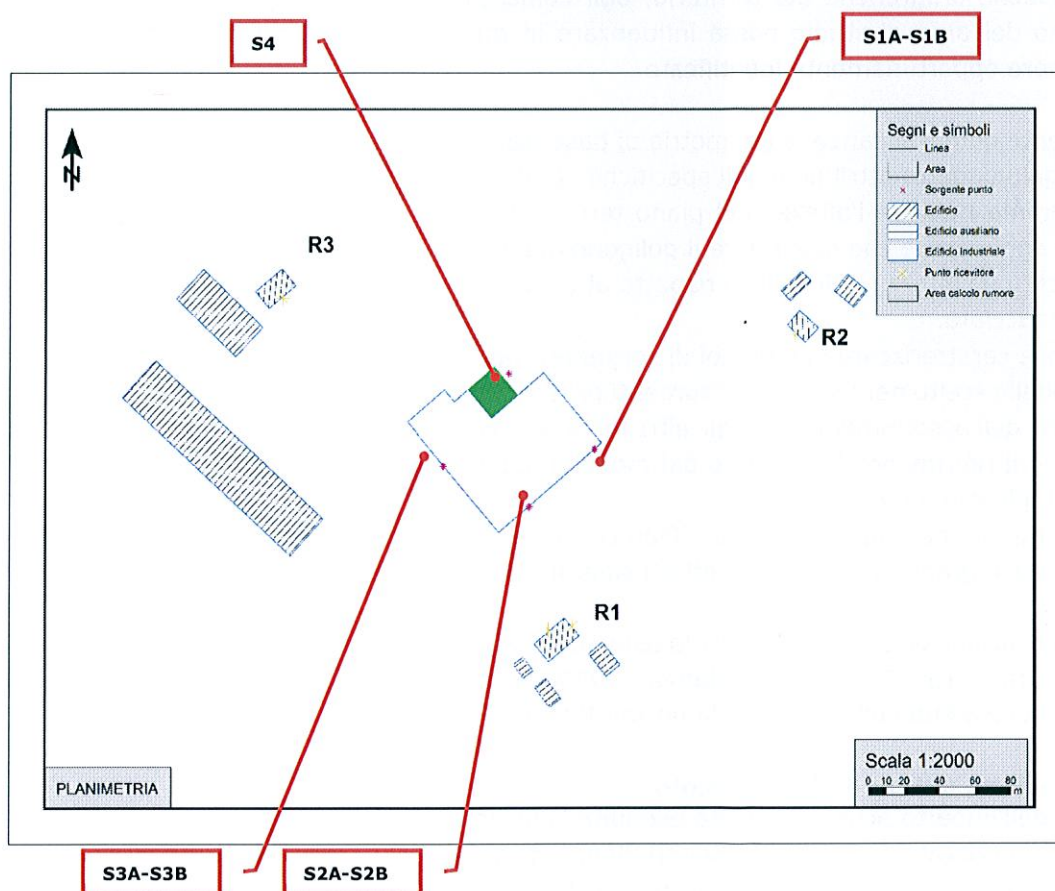 S4
S1A-S1B
N
Segni e simboli
Linea
Area
Sorgente punto
Edificio
Edificio ausiliario
Edificio industriale
Punto ricevitore
Area calcolo rumore
R3
R2
R1
Scala 1:2000
0 10 20 40 60 80
m
PLANIMETRIA
S3A-S3B
S2A-S2B